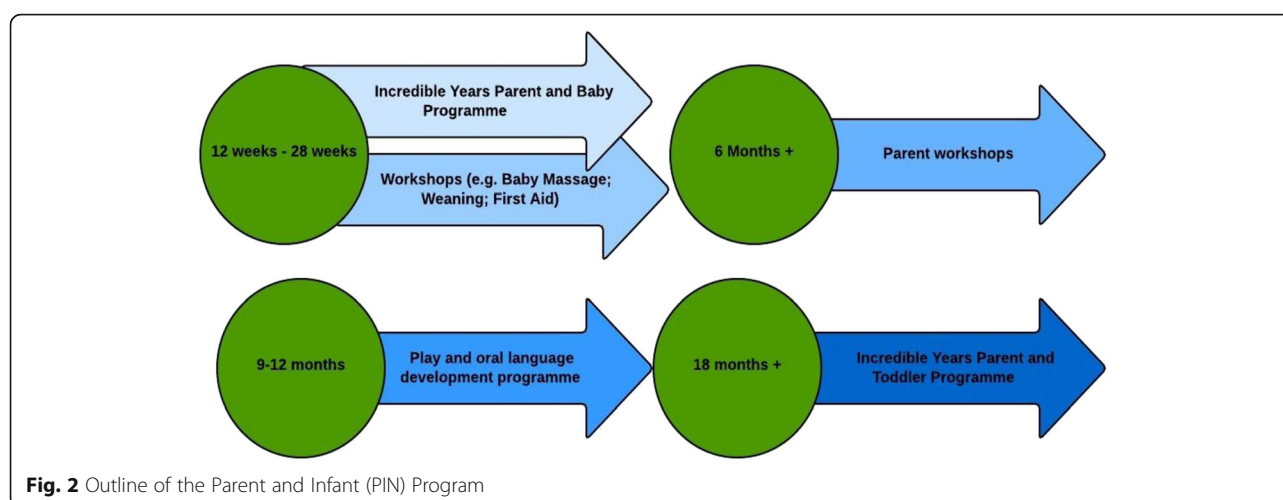 12 weeks - 28 weeks
Incredible Years Parent and Baby
Programme
Workshops (e.g. Baby Massage;
Weaning; First Aid)
6 Months +
Parent workshops
9-12 months
Play and oral language
development programme
18 months +
Incredible Years Parent and
Toddler Programme
Fig. 2 Outline of the Parent and Infant (PIN) Program